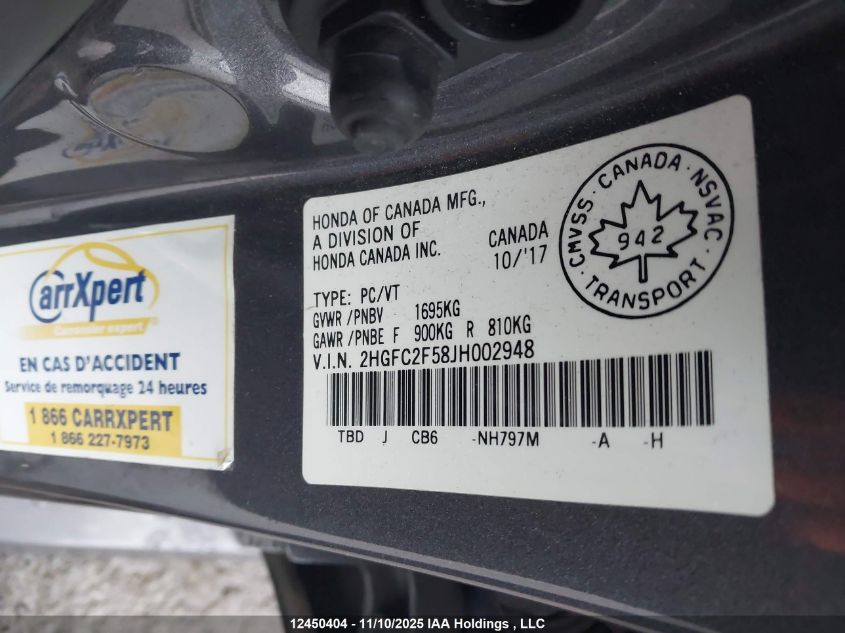 CarrXpert
Carrossier expert
EN CAS D'ACCIDENT
Service de remorquage 24 heures
1 866 CARRXPERT
1 866 227-7973
HONDA OF CANADA MFG.,
A DIVISION OF
HONDA CANADA INC.
CANADA
10/'17
TYPE: PC/VT
GVWR/PNBV 1695KG
GAWR/PNBE F 900KG R 810KG
V.I.N. 2HGFC2F58JH002948
TBD J CB6 -NH797M -A -H
CMVSS · CANADA · NSVAC
942
· TRANSPORT ·
12450404 - 11/10/2025 IAA Holdings , LLC